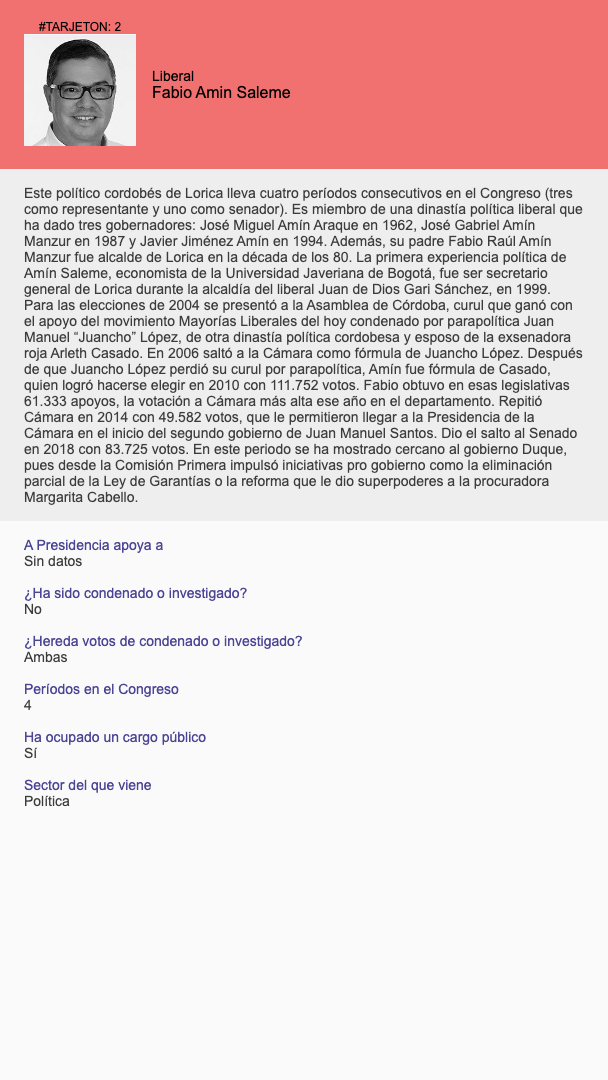 #TARJETON: 2
Liberal
Fabio Amin Saleme
Este político cordobés de Lorica lleva cuatro períodos consecutivos en el Congreso (tres
como representante y uno como senador). Es miembro de una dinastía política liberal que
ha dado tres gobernadores: José Miguel Amín Araque en 1962, José Gabriel Amín
Manzur en 1987 y Javier Jiménez Amín en 1994. Además, su padre Fabio Raúl Amín
Manzur fue alcalde de Lorica en la década de los 80. La primera experiencia política de
Amín Saleme, economista de la Universidad Javeriana de Bogotá, fue ser secretario
general de Lorica durante la alcaldía del liberal Juan de Dios Gari Sánchez, en 1999.
Para las elecciones de 2004 se presentó a la Asamblea de Córdoba, curul que ganó con
el apoyo del movimiento Mayorías Liberales del hoy condenado por parapolítica Juan
Manuel “Juancho” López, de otra dinastía política cordobesa y esposo de la exsenadora
roja Arleth Casado. En 2006 saltó a la Cámara como fórmula de Juancho López. Después
de que Juancho López perdió su curul por parapolítica, Amín fue fórmula de Casado,
quien logró hacerse elegir en 2010 con 111.752 votos. Fabio obtuvo en esas legislativas
61.333 apoyos, la votación a Cámara más alta ese año en el departamento. Repitió
Cámara en 2014 con 49.582 votos, que le permitieron llegar a la Presidencia de la
Cámara en el inicio del segundo gobierno de Juan Manuel Santos. Dio el salto al Senado
en 2018 con 83.725 votos. En este periodo se ha mostrado cercano al gobierno Duque,
pues desde la Comisión Primera impulsó iniciativas pro gobierno como la eliminación
parcial de la Ley de Garantías o la reforma que le dio superpoderes a la procuradora
Margarita Cabello.
A Presidencia apoya a
Sin datos
¿Ha sido condenado o investigado?
No
¿Hereda votos de condenado o investigado?
Ambas
Períodos en el Congreso
4
Ha ocupado un cargo público
Sí
Sector del que viene
Política